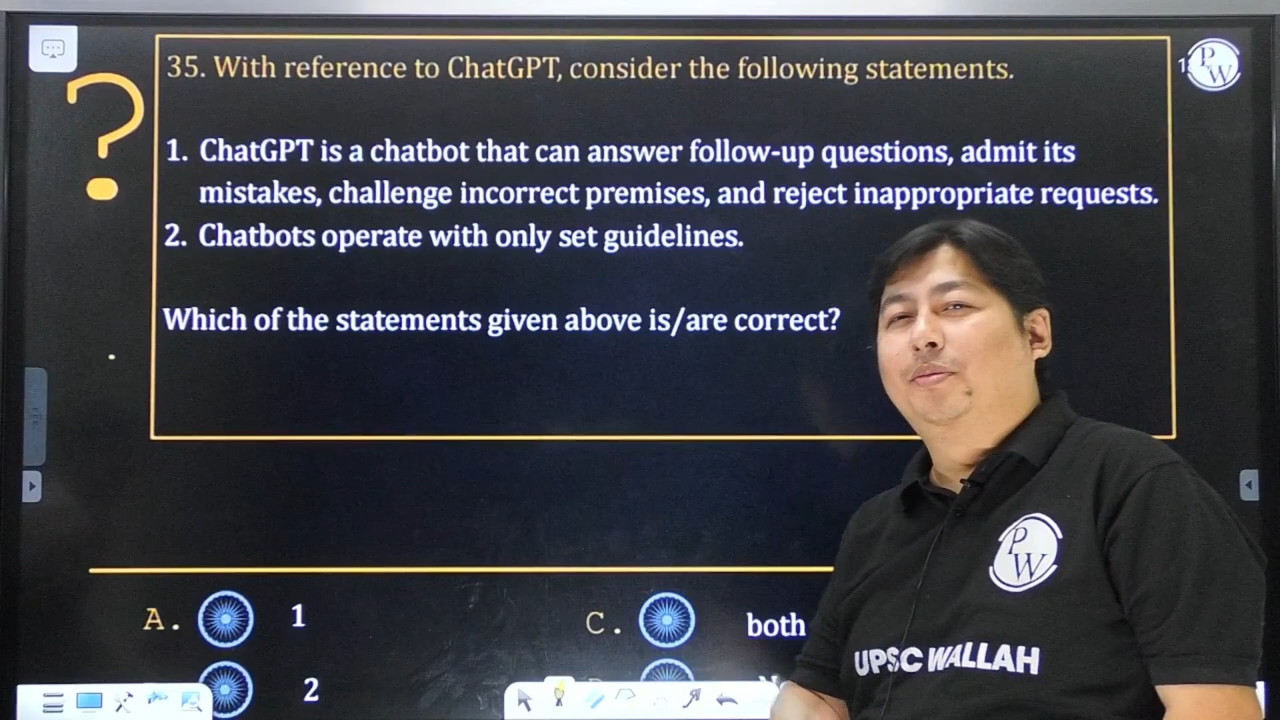 35. With reference to ChatGPT, consider the following statements.
1. ChatGPT is a chatbot that can answer follow-up questions, admit its
mistakes, challenge incorrect premises, and reject inappropriate requests.
2. Chatbots operate with only set guidelines.
Which of the statements given above is/are correct?
A. 1
C. both
2
PW
PW
UPSC WALLAH